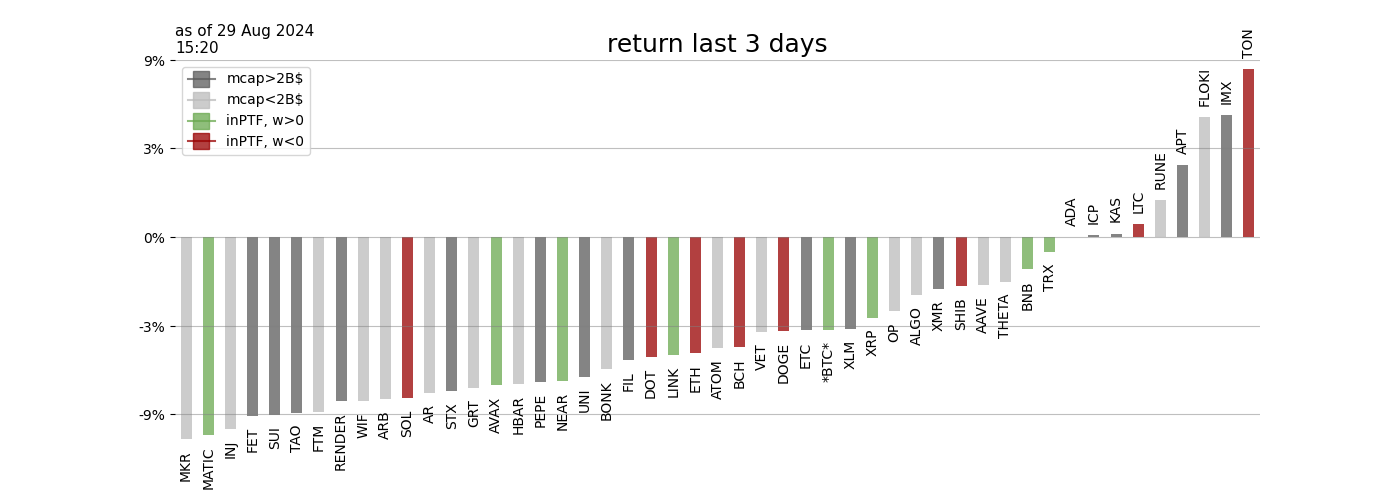 as of 29 Aug 2024
15:20
return last 3 days
9%
3%
0%
-3%
-9%
mcap>2B$
mcap<2B$
inPTF, w>0
inPTF, w<0
MKR
MATIC
INJ
FET
SUI
TAO
FTM
RENDER
WIF
ARB
SOL
AR
STX
GRT
AVAX
HBAR
PEPE
NEAR
UNI
BONK
FIL
DOT
LINK
ETH
ATOM
BCH
VET
DOGE
ETC
*BTC*
XLM
XRP
OP
ALGO
XMR
SHIB
AAVE
THETA
BNB
TRX
ADA
ICP
KAS
LTC
RUNE
APT
FLOKI
IMX
TON